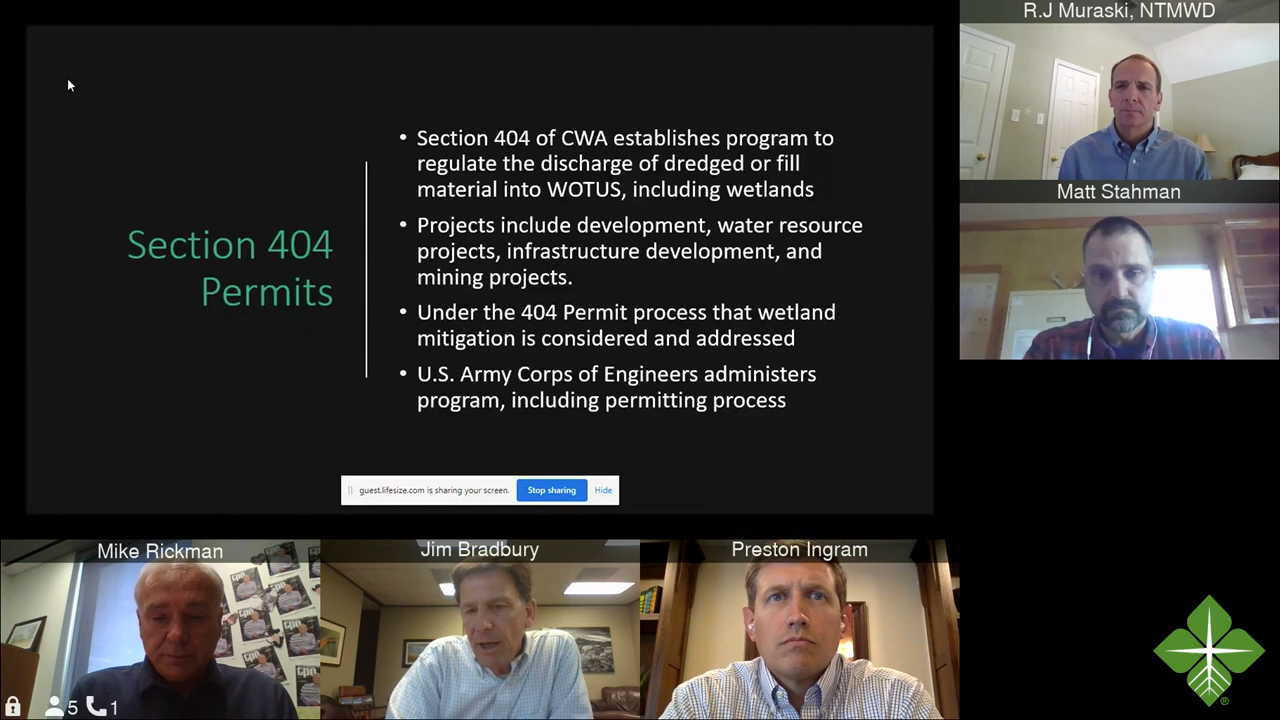 R.J Muraski, NTMWD
Matt Stahman
Section 404
Permits
• Section 404 of CWA establishes program to
regulate the discharge of dredged or fill
material into WOTUS, including wetlands
• Projects include development, water resource
projects, infrastructure development, and
mining projects.
• Under the 404 Permit process that wetland
mitigation is considered and addressed
• U.S. Army Corps of Engineers administers
program, including permitting process
guest.lifesize.com is sharing your screen.
Stop sharing
Hide
Mike Rickman
Jim Bradbury
Preston Ingram
tpo
5
1
®